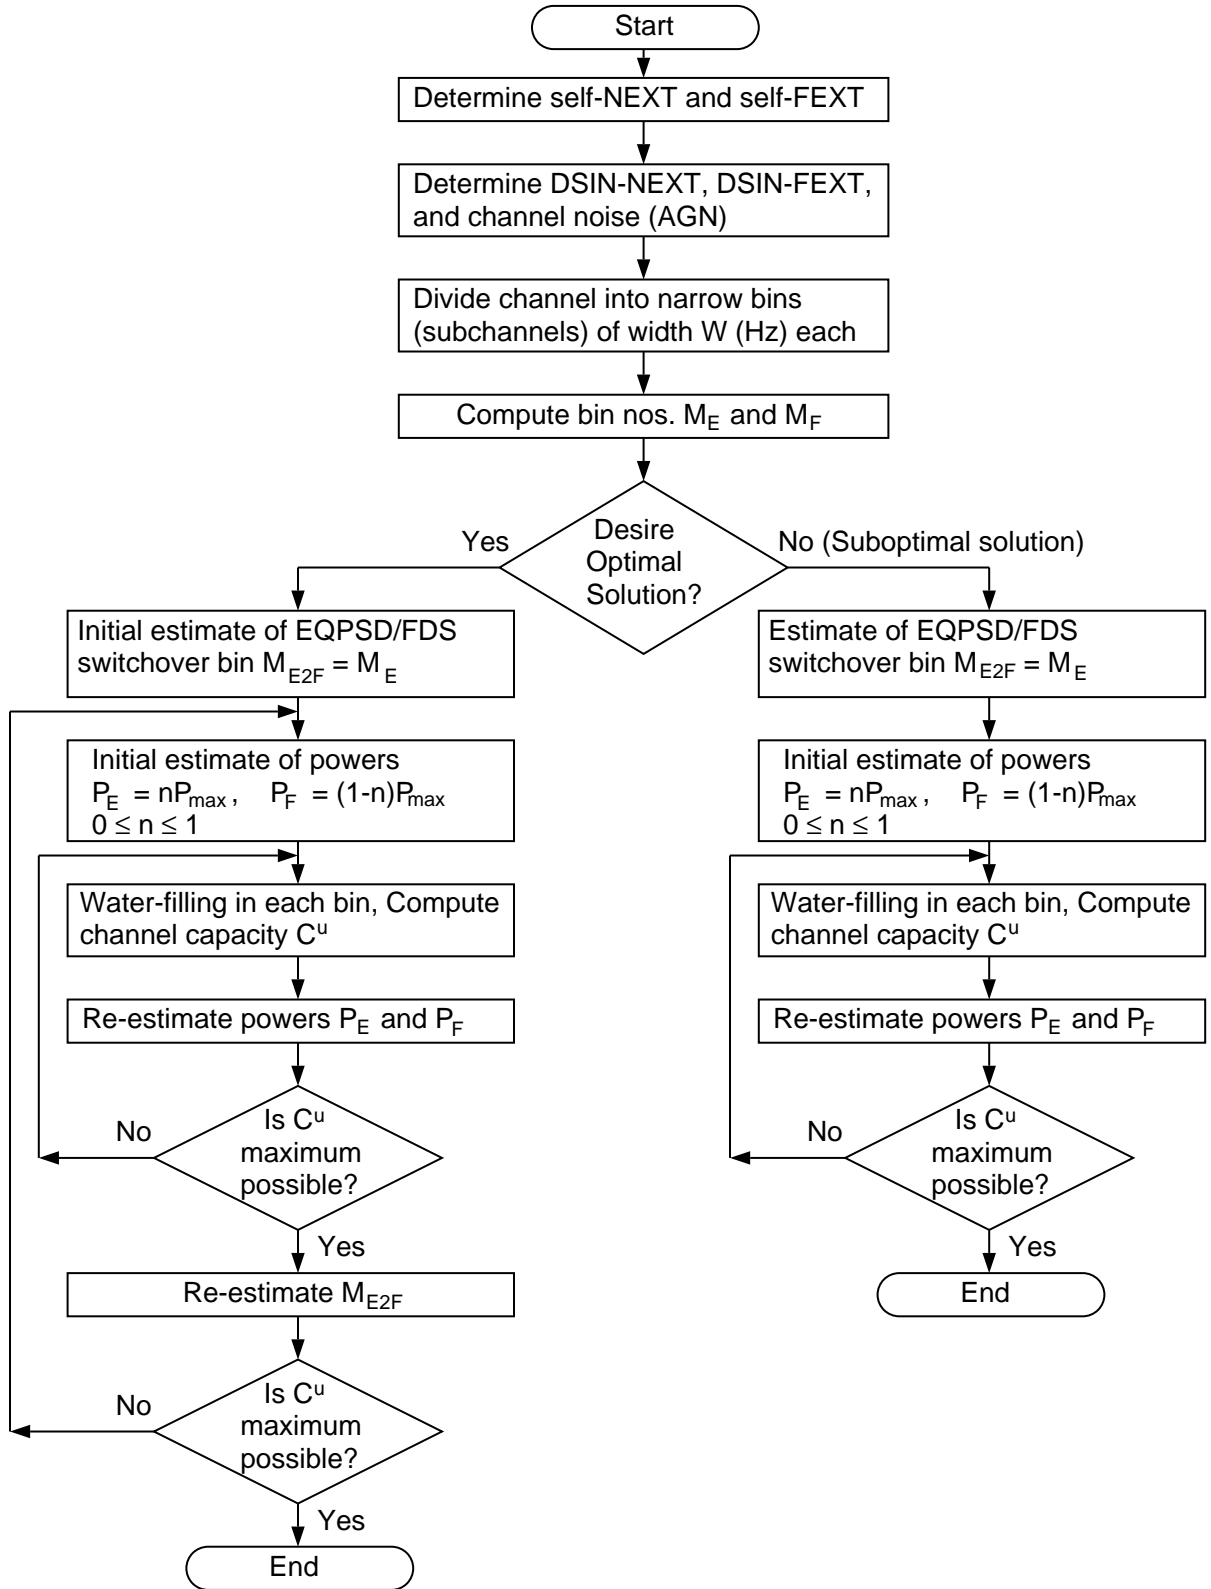 Start
Determine self-NEXT and self-FEXT
Determine DSIN-NEXT, DSIN-FEXT,
and channel noise (AGN)
Divide channel into narrow bins
(subchannels) of width W (Hz) each
Compute bin nos. M_E and M_F
Desire
Optimal
Solution?
Yes
No (Suboptimal solution)
Initial estimate of EQPSD/FDS
switchover bin M_E2F = M_E
Initial estimate of powers
P_E = nP_max, P_F = (1-n)P_max
0 ≤ n ≤ 1
Water-filling in each bin, Compute
channel capacity C^u
Re-estimate powers P_E and P_F
Is C^u
maximum
possible?
No
Yes
Re-estimate M_E2F
Is C^u
maximum
possible?
No
Yes
End
Estimate of EQPSD/FDS
switchover bin M_E2F = M_E
Initial estimate of powers
P_E = nP_max, P_F = (1-n)P_max
0 ≤ n ≤ 1
Water-filling in each bin, Compute
channel capacity C^u
Re-estimate powers P_E and P_F
Is C^u
maximum
possible?
No
Yes
End